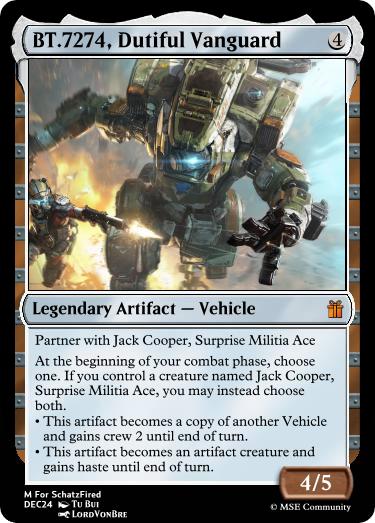 BT.7274, Dutiful Vanguard 4
Legendary Artifact — Vehicle
Partner with Jack Cooper, Surprise Militia Ace
At the beginning of your combat phase, choose
one. If you control a creature named Jack Cooper,
Surprise Militia Ace, you may instead choose
both.
• This artifact becomes a copy of another Vehicle
and gains crew 2 until end of turn.
• This artifact becomes an artifact creature and
gains haste until end of turn.
4/5
M For SchatzFired
DEC24 Tu Bui
LordVonBre
© MSE Community